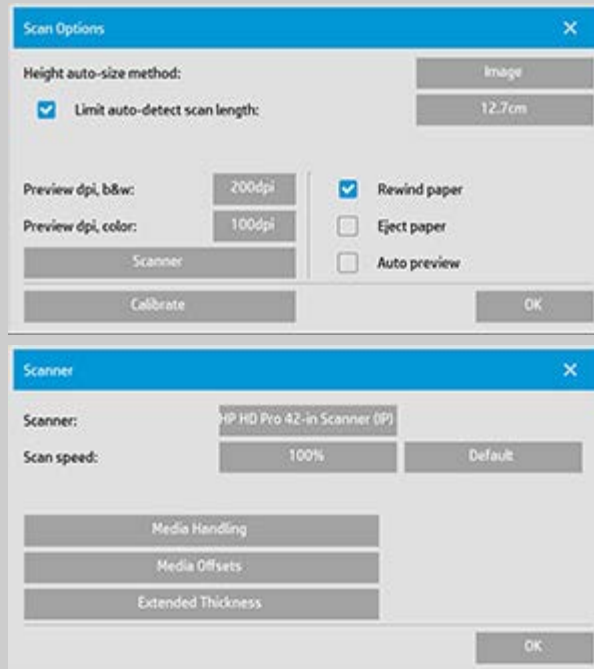 Scan Options
Height auto-size method: Image
Limit auto-detect scan length: 12.7cm
Preview dpi, b&w: 200dpi Rewind paper
Preview dpi, color: 100dpi Eject paper
Scanner Auto preview
Calibrate OK
Scanner
Scanner: HP HD Pro 42-in Scanner (IP)
Scan speed: 100% Default
Media Handling
Media Offsets
Extended Thickness
OK